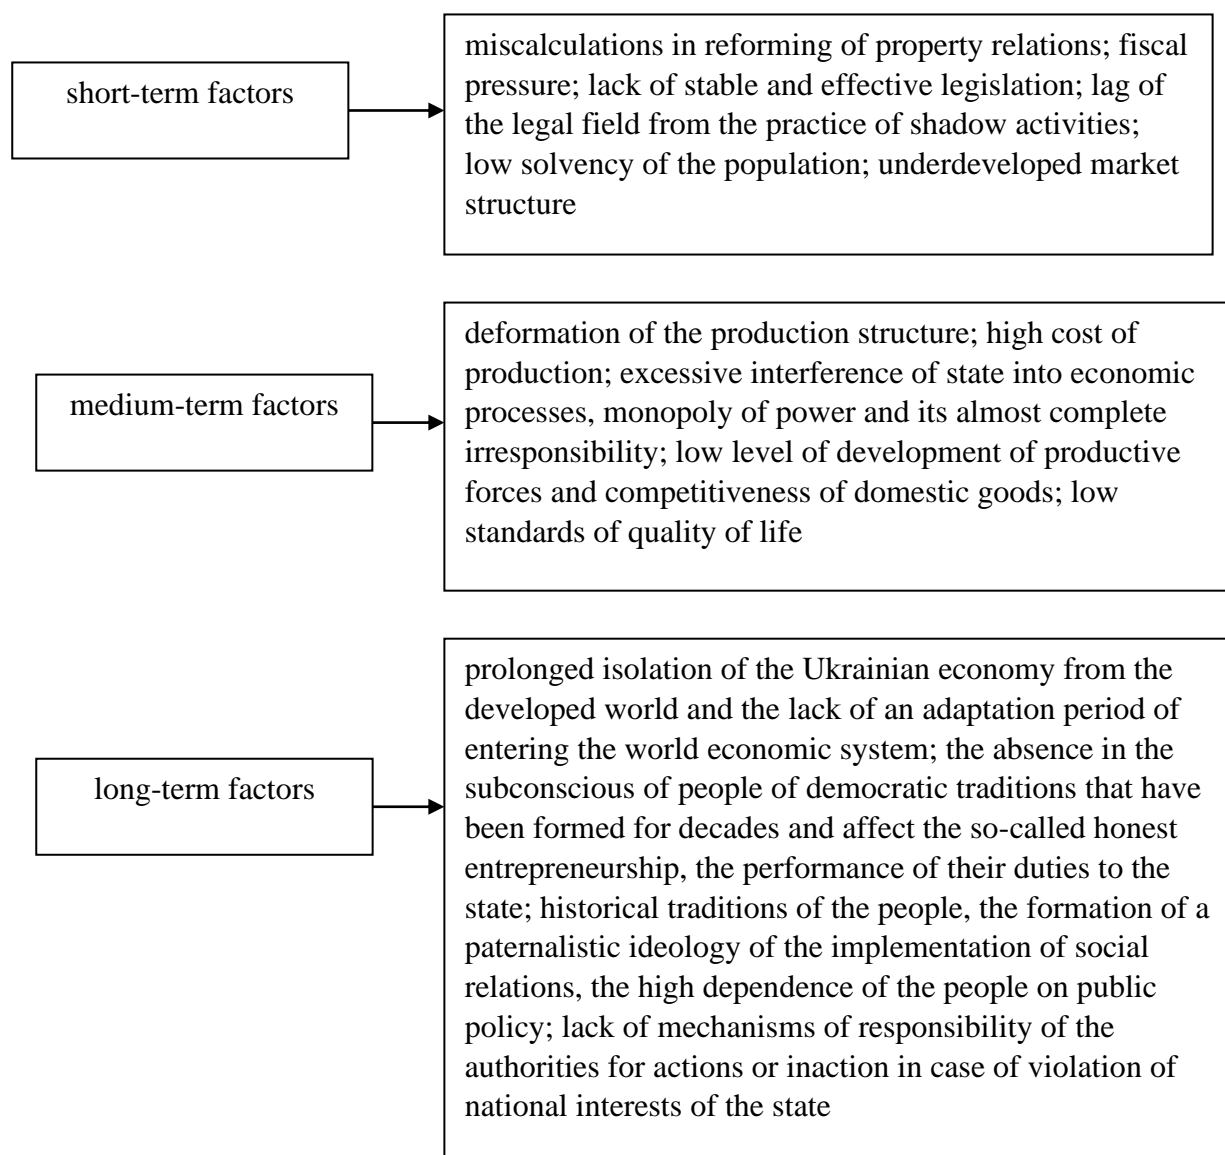 short-term factors
miscalculations in reforming of property relations; fiscal
pressure; lack of stable and effective legislation; lag of
the legal field from the practice of shadow activities;
low solvency of the population; underdeveloped market
structure
medium-term factors
deformation of the production structure; high cost of
production; excessive interference of state into economic
processes, monopoly of power and its almost complete
irresponsibility; low level of development of productive
forces and competitiveness of domestic goods; low
standards of quality of life
long-term factors
prolonged isolation of the Ukrainian economy from the
developed world and the lack of an adaptation period of
entering the world economic system; the absence in the
subconscious of people of democratic traditions that have
been formed for decades and affect the so-called honest
entrepreneurship, the performance of their duties to the
state; historical traditions of the people, the formation of a
paternalistic ideology of the implementation of social
relations, the high dependence of the people on public
policy; lack of mechanisms of responsibility of the
authorities for actions or inaction in case of violation of
national interests of the state